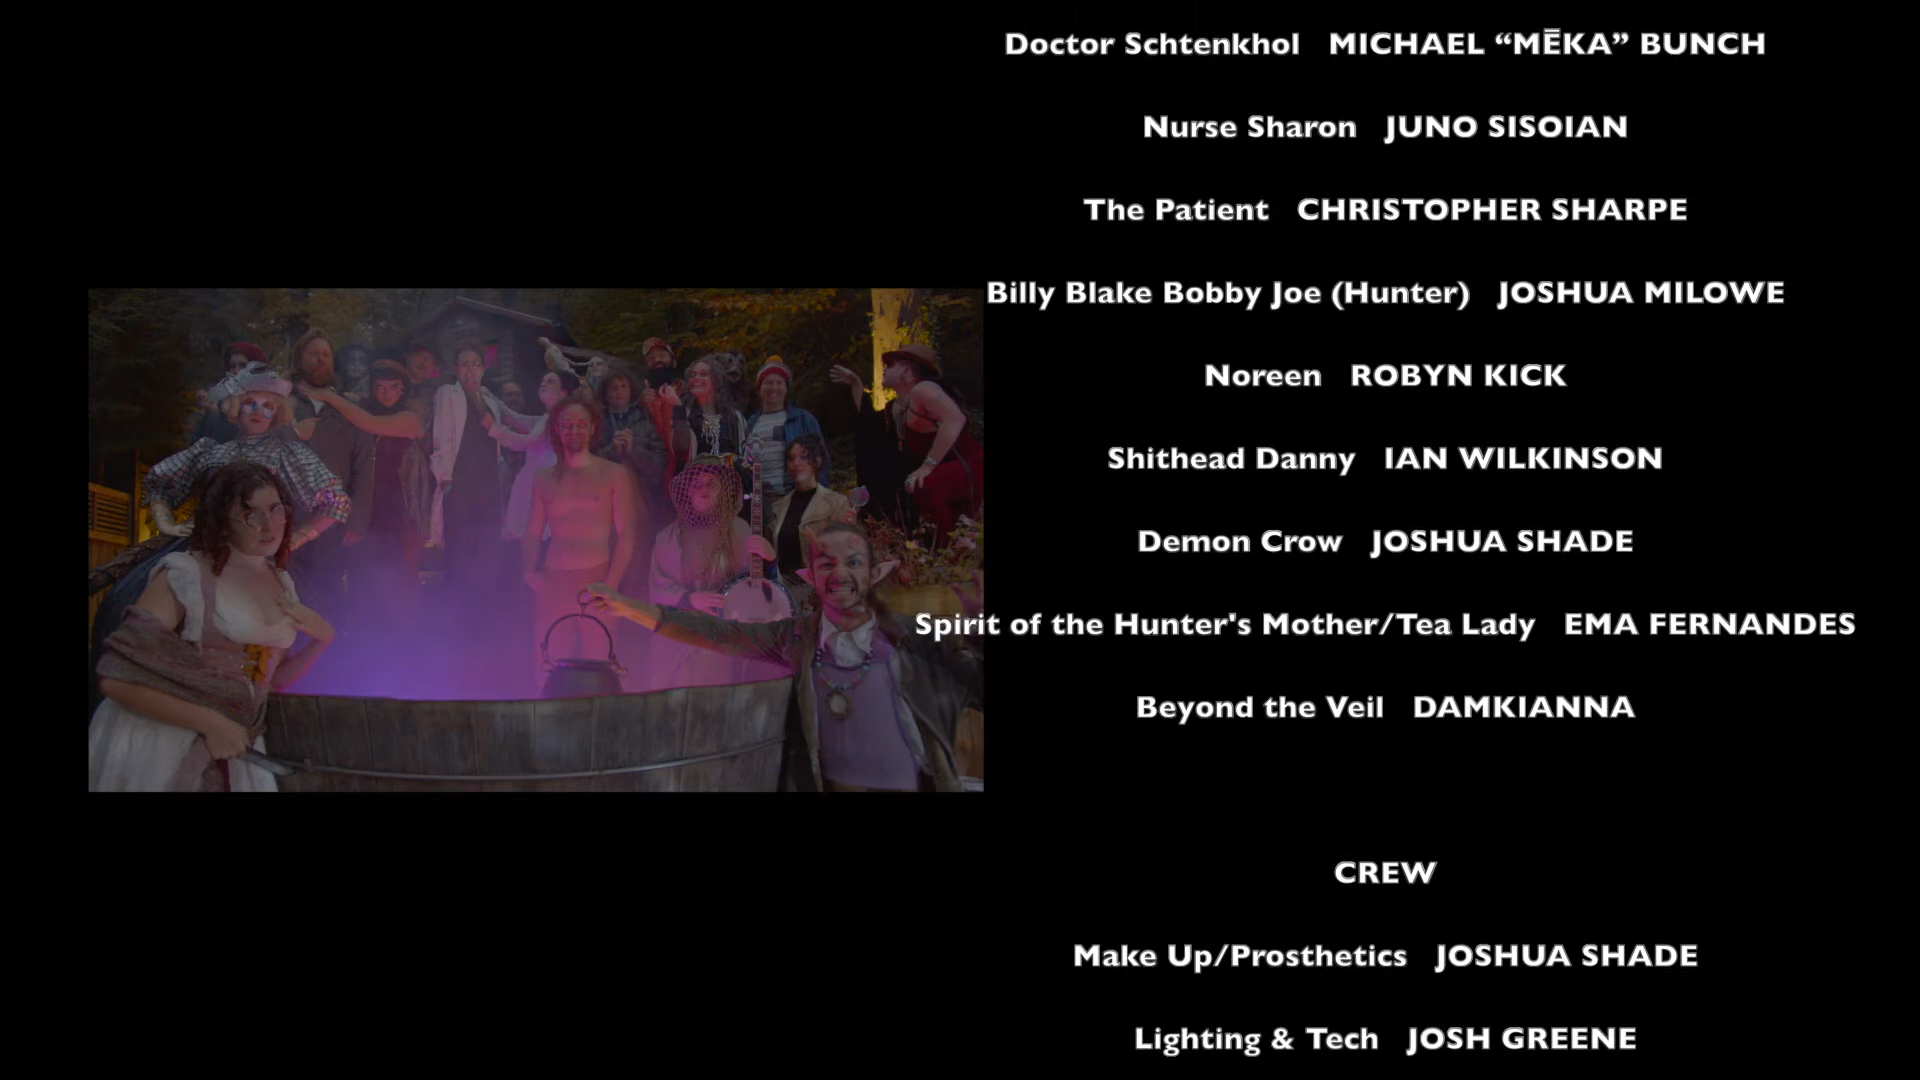 Doctor Schtenkhol MICHAEL “MĒKA” BUNCH
Nurse Sharon JUNO SISOIAN
The Patient CHRISTOPHER SHARPE
Billy Blake Bobby Joe (Hunter) JOSHUA MILOWE
Noreen ROBYN KICK
Shithead Danny IAN WILKINSON
Demon Crow JOSHUA SHADE
Spirit of the Hunter's Mother/Tea Lady EMA FERNANDES
Beyond the Veil DAMKIANNA
CREW
Make Up/Prosthetics JOSHUA SHADE
Lighting & Tech JOSH GREENE